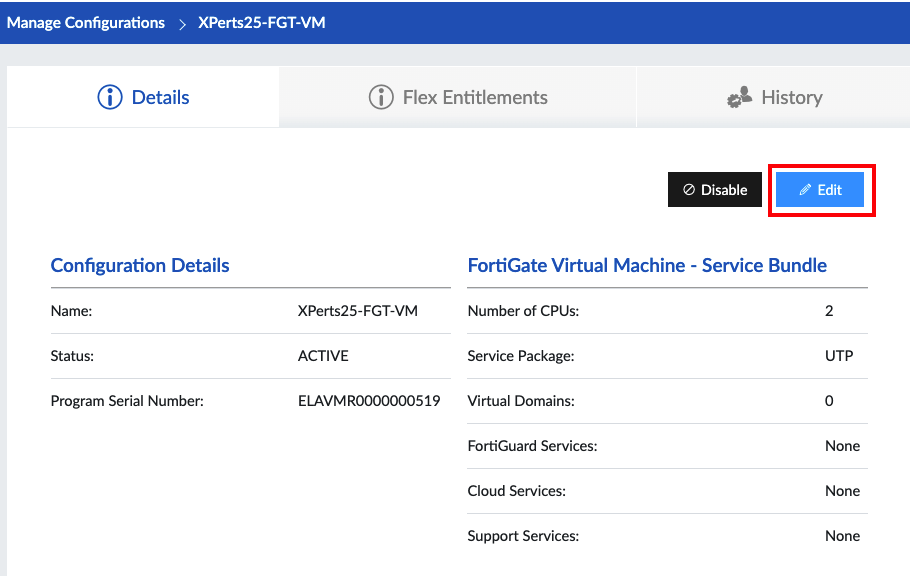 Manage Configurations > XPerts25-FGT-VM
Details
Flex Entitlements
History
Disable
Edit
Configuration Details
Name: XPerts25-FGT-VM
Status: ACTIVE
Program Serial Number: ELAVMR0000000519
FortiGate Virtual Machine - Service Bundle
Number of CPUs: 2
Service Package: UTP
Virtual Domains: 0
FortiGuard Services: None
Cloud Services: None
Support Services: None